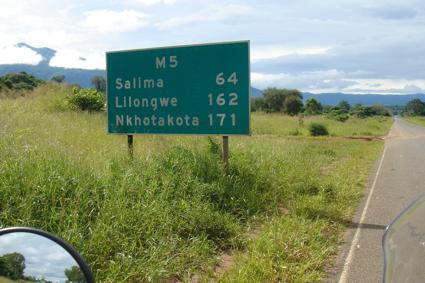 M5
Salima 64
Lilongwe 162
Nkhotakota 171